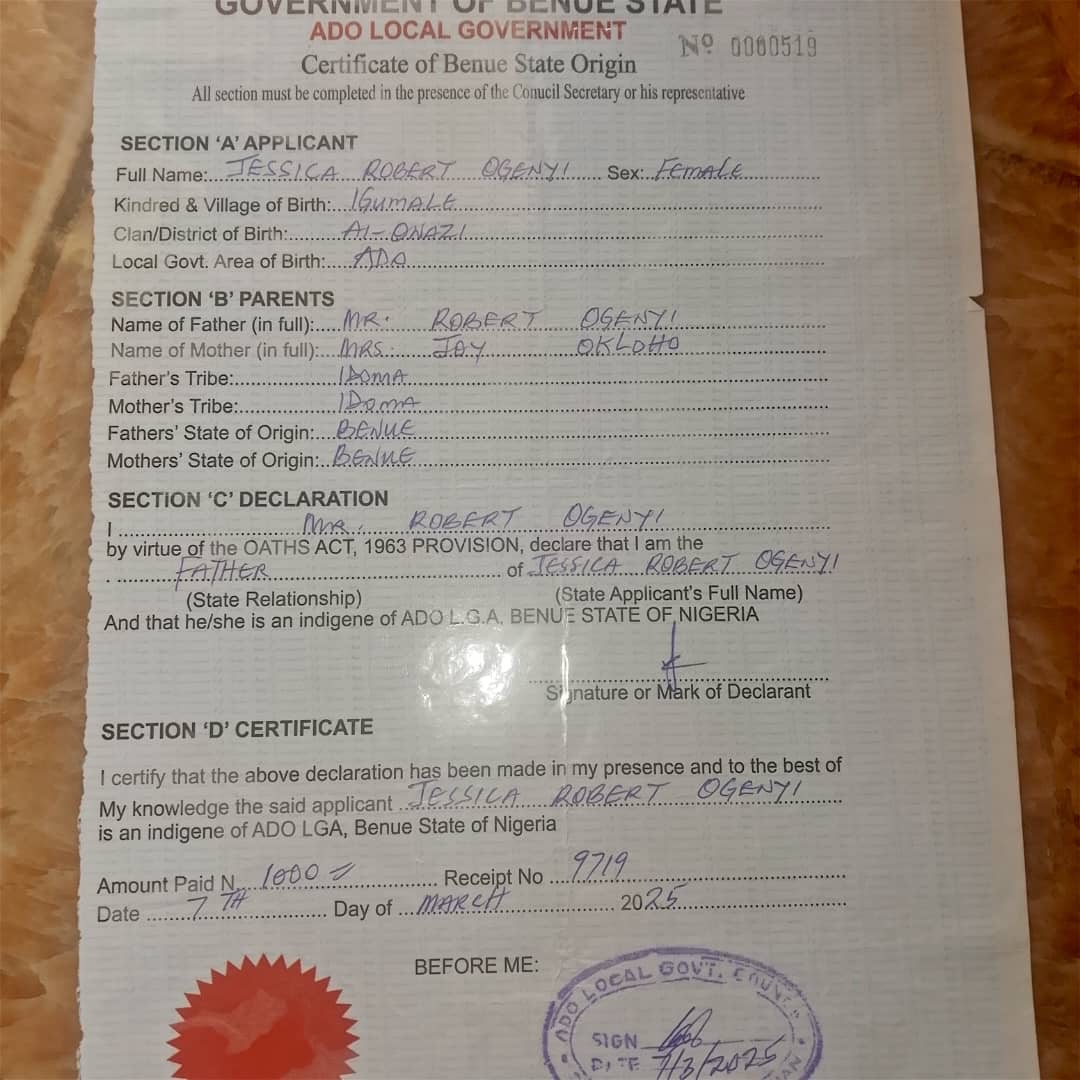 GOVERNMENT OF BENUE STATE
ADO LOCAL GOVERNMENT
Nº 0000519
Certificate of Benue State Origin
All section must be completed in the presence of the Conucil Secretary or his representative
SECTION ‘A’ APPLICANT
Full Name:...JESSICA ROBERT OGENYI...... Sex:..FEMALE...............
Kindred & Village of Birth:...IGUMALE...............
Clan/District of Birth:...............AI-ONAZI...............
Local Govt. Area of Birth:.......ADO...............
SECTION ‘B’ PARENTS
Name of Father (in full):.....MR. ROBERT OGENYI...............
Name of Mother (in full):...MRS. JOY OKLOHO...............
Father’s Tribe:...............IDOMA...............
Mother’s Tribe:...............IDOMA...............
Fathers’ State of Origin:...BENUE...............
Mothers’ State of Origin:..BENUE...............
SECTION ‘C’ DECLARATION
I ............... MR. ROBERT OGENYI ...............
by virtue of the OATHS ACT, 1963 PROVISION, declare that I am the
...............FATHER............... of JESSICA ROBERT OGENYI
(State Relationship) (State Applicant's Full Name)
And that he/she is an indigene of ADO L.G.A, BENUE STATE OF NIGERIA
Signature or Mark of Declarant
SECTION ‘D’ CERTIFICATE
I certify that the above declaration has been made in my presence and to the best of
My knowledge the said applicant ..JESSICA ROBERT OGENYI......
is an indigene of ADO LGA, Benue State of Nigeria
Amount Paid N....1000 =............... Receipt No ...9719...............
Date .......7TH............... Day of ...MARCH............... 2025...............
BEFORE ME:
ADO LOCAL GOVT.
SIGN
DATE 7/3/2025